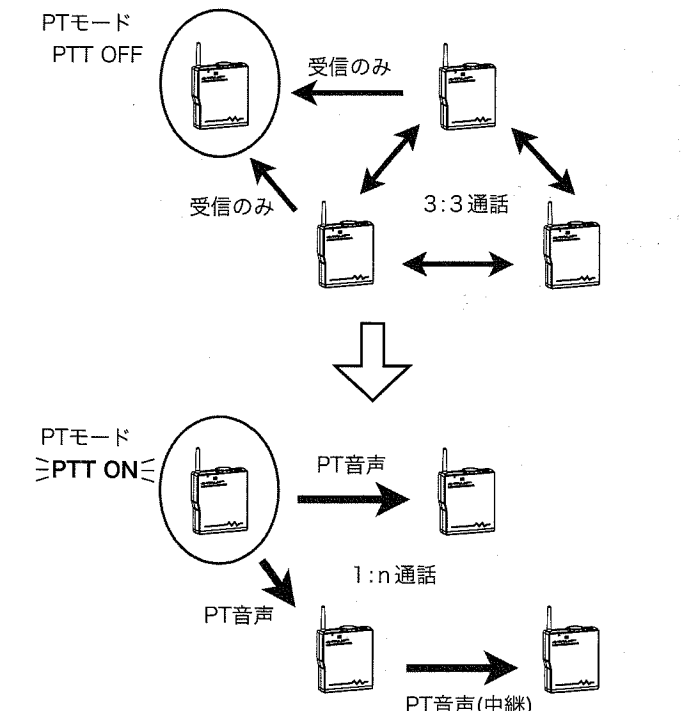 PTモード
PTT OFF
受信のみ
受信のみ
3:3通話
PTモード
PTT ON
PT音声
1:n通話
PT音声
PT音声(中継)